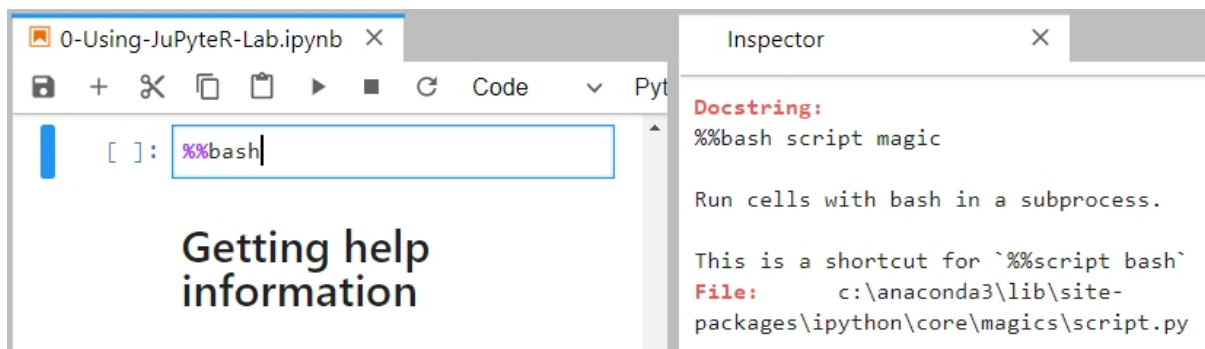 0-Using-JuPyteR-Lab.ipynb
Code
Pyt
[ ]:
%%bash
Getting help
information
Inspector
Docstring:
%%bash script magic
Run cells with bash in a subprocess.
This is a shortcut for `%%script bash`
File: c:\anaconda3\lib\site-
packages\ipython\core\magics\script.py